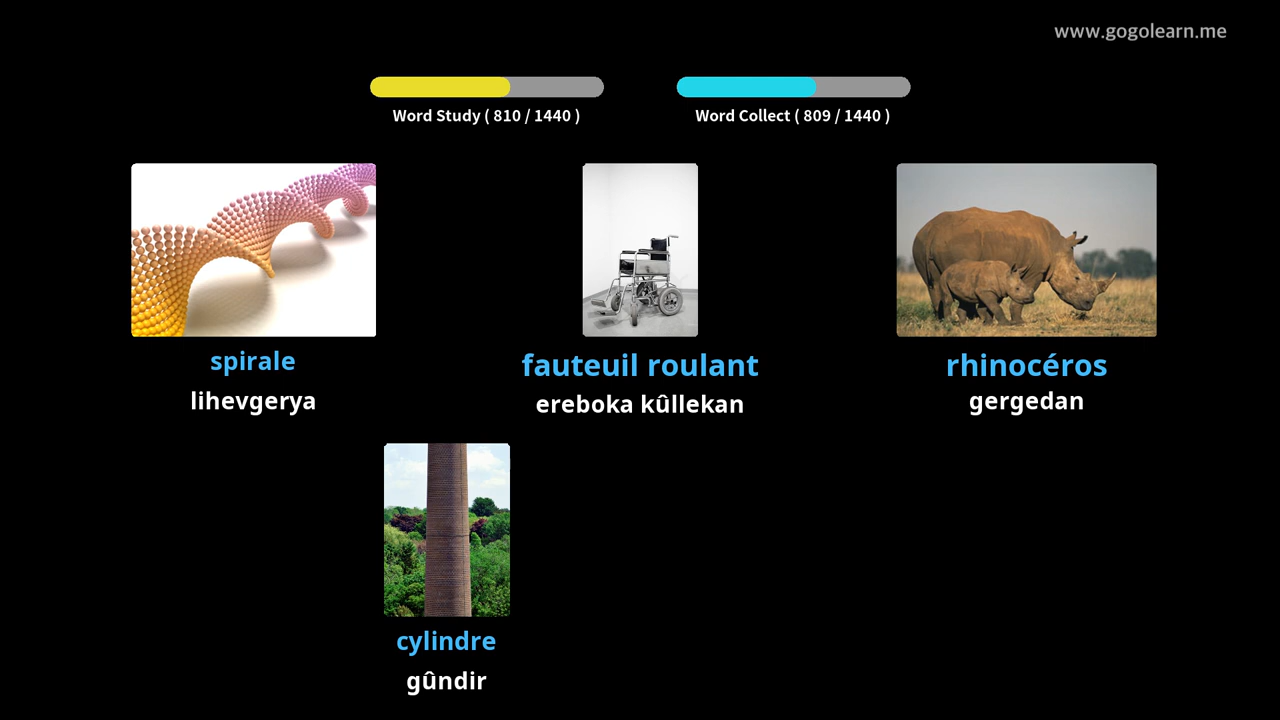 www.gogolearn.me
Word Study ( 810 / 1440 )
Word Collect ( 809 / 1440 )
spirale
lihevgerya
fauteuil roulant
ereboka kûllekan
rhinocéros
gergedan
cylindre
gûndir